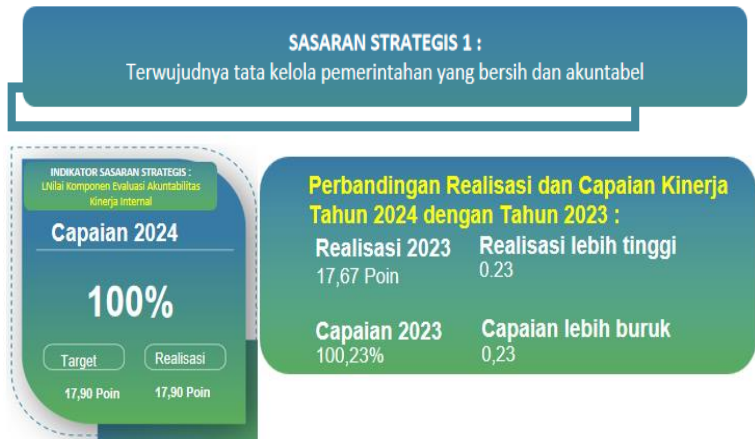 SASARAN STRATEGIS 1 :
Terwujudnya tata kelola pemerintahan yang bersih dan akuntabel
INDIKATOR SASARAN STRATEGIS :
LNilai Komponen Evaluasi Akuntabilitas
Kinerja Internal
Capaian 2024
100%
Target
Realisasi
17,90 Poin
17,90 Poin
Perbandingan Realisasi dan Capaian Kinerja
Tahun 2024 dengan Tahun 2023 :
Realisasi 2023
17,67 Poin
Realisasi lebih tinggi
0.23
Capaian 2023
100,23%
Capaian lebih buruk
0,23